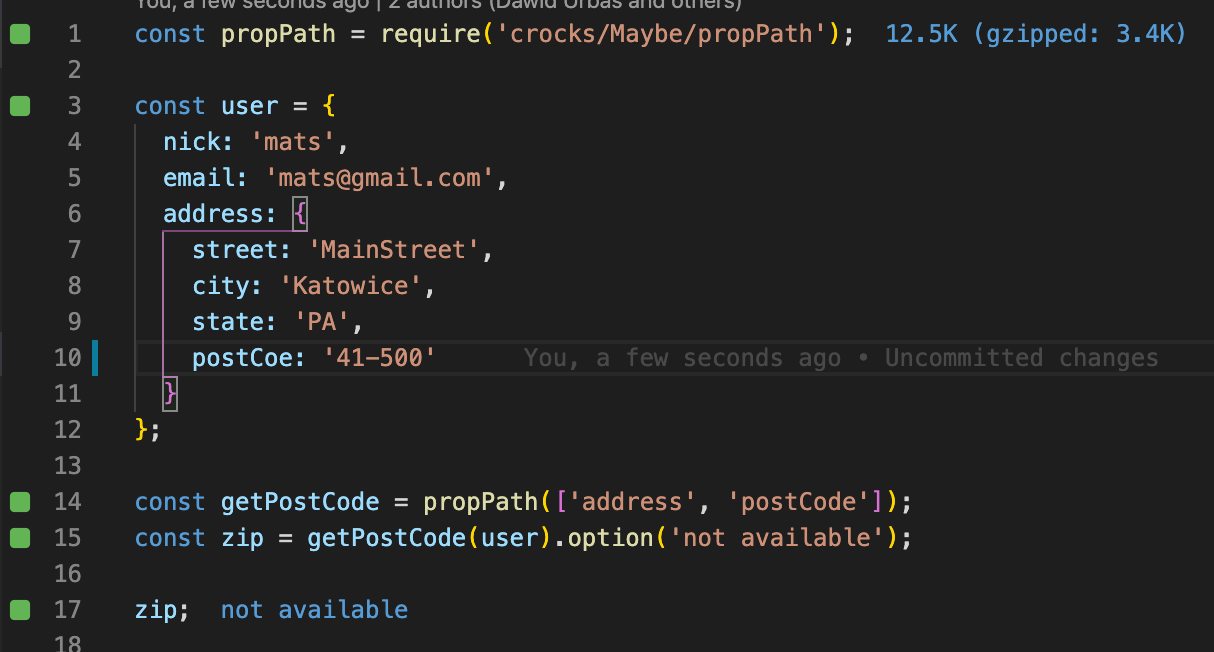 You, a few seconds ago | 2 authors (Dawid Urbas and others)
1 const propPath = require('crocks/Maybe/propPath'); 12.5K (gzipped: 3.4K)
2
3 const user = {
4 nick: 'mats',
5 email: 'mats@gmail.com',
6 address: {
7 street: 'MainStreet',
8 city: 'Katowice',
9 state: 'PA',
10 postCoe: '41-500' You, a few seconds ago • Uncommitted changes
11 }
12 };
13
14 const getPostCode = propPath(['address', 'postCode']);
15 const zip = getPostCode(user).option('not available');
16
17 zip; not available
18